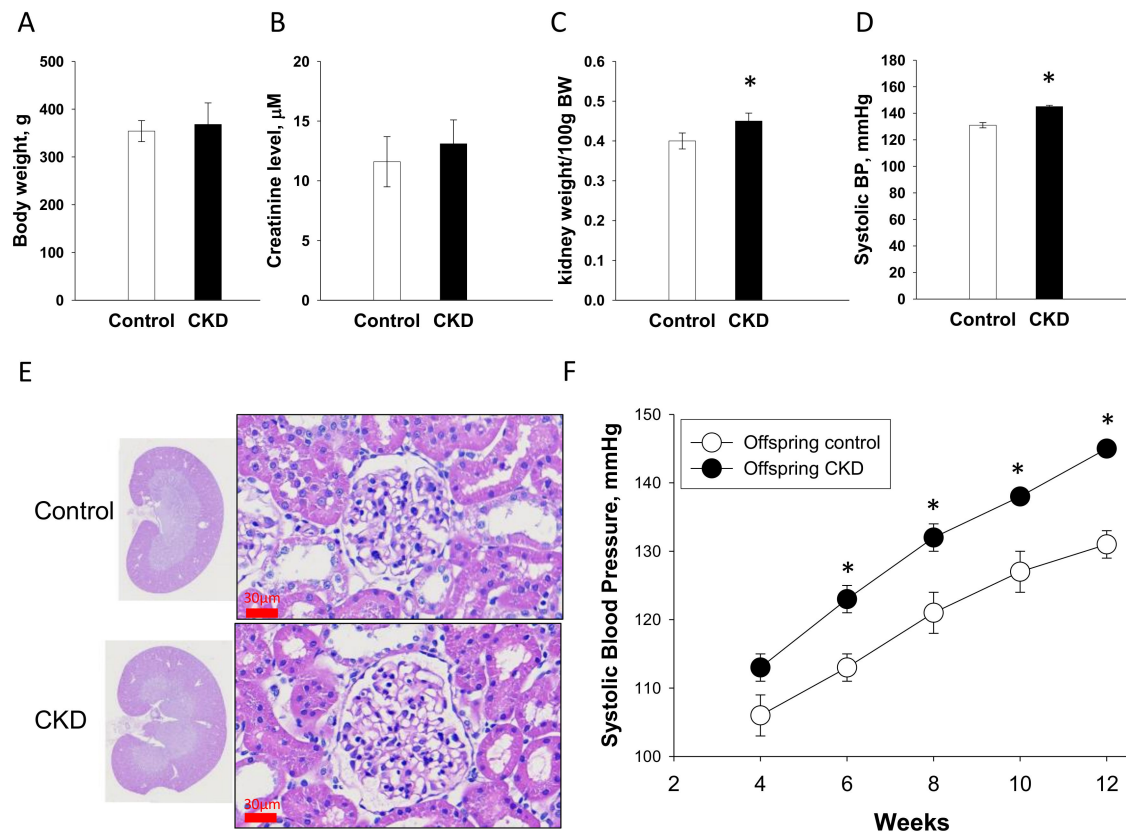 A
Body weight, g
500
400
300
200
100
0
Control CKD
B
Creatinine level, µM
20
15
10
5
0
Control CKD
C
kidney weight/100g BW
0.6
0.5
0.4
0.3
0.2
0.1
0.0
*
Control CKD
D
Systolic BP, mmHg
180
160
140
120
100
80
60
40
20
0
*
Control CKD
E
Control
30µm
CKD
30µm
F
Systolic Blood Pressure, mmHg
150
140
130
120
110
100
Offspring control
Offspring CKD
* * * *
2 4 6 8 10 12
Weeks